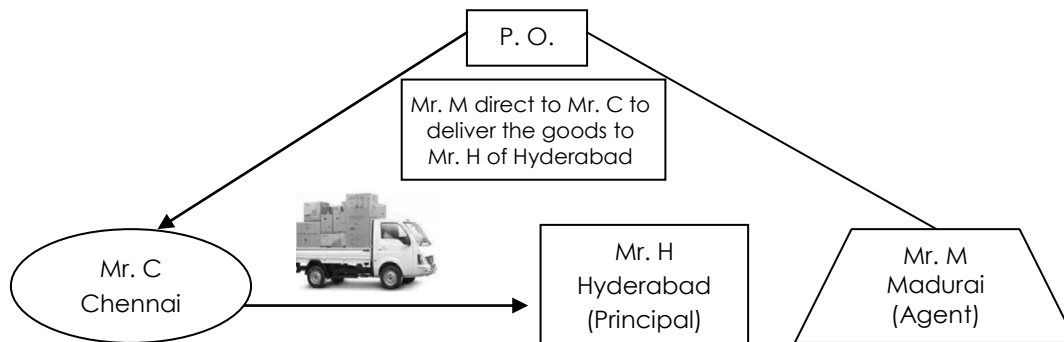 P. O.
Mr. M direct to Mr. C to
deliver the goods to
Mr. H of Hyderabad
Mr. C
Chennai
Mr. H
Hyderabad
(Principal)
Mr. M
Madurai
(Agent)